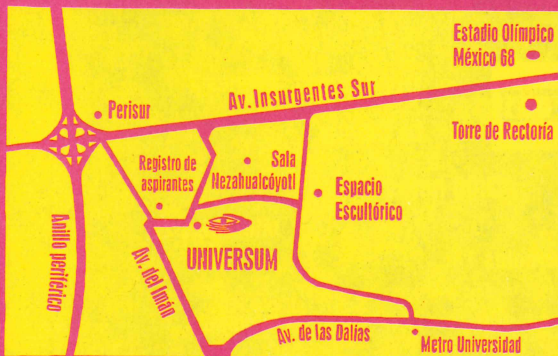 Estadio Olímpico
México 68
Perisur
Av. Insurgentes Sur
Torre de Rectoría
Registro de
aspirantes
Sala
Nezahualcóyotl
Espacio
Escultórico
UNIVERSUM
Anillo periférico
Av. del Imán
Av. de las Dalias
Metro Universidad